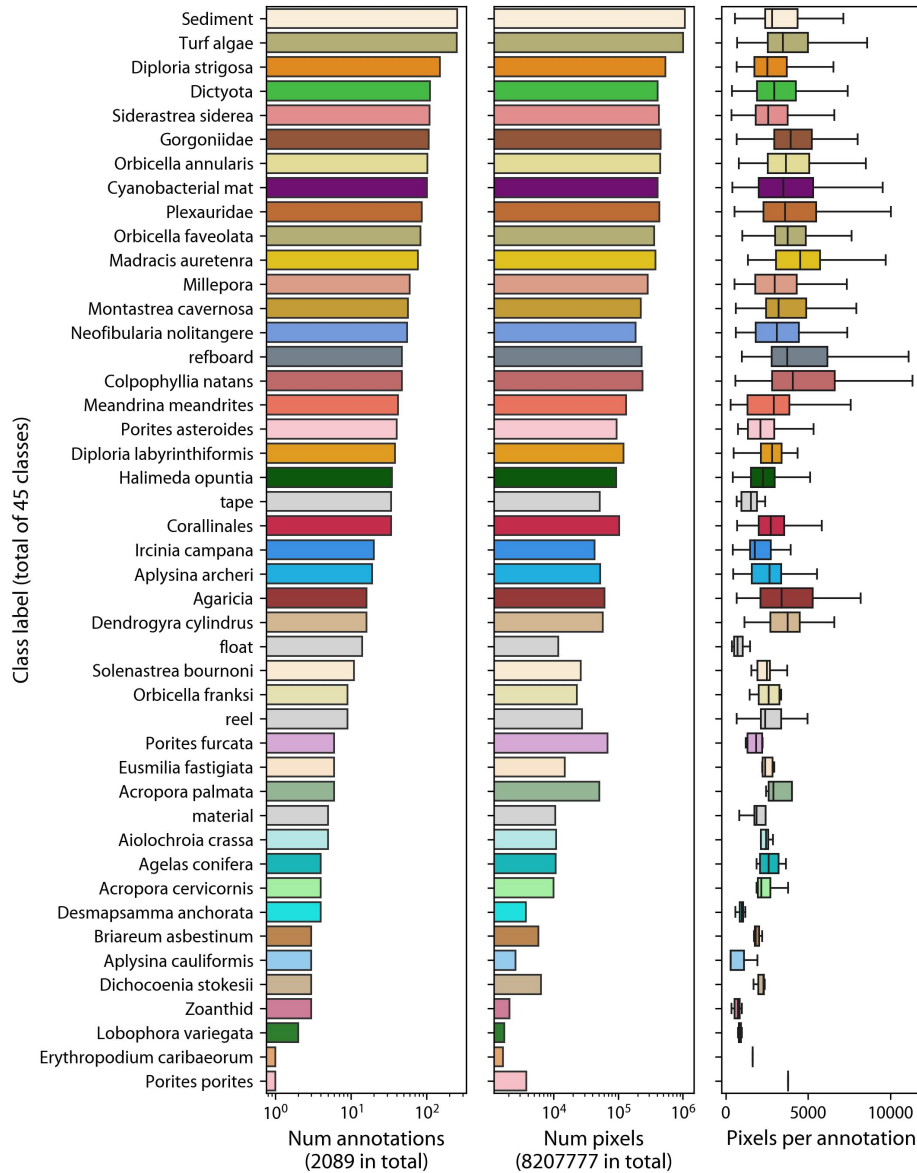 Class label (total of 45 classes)
Sediment
Turf algae
Diploria strigosa
Dictyota
Siderastrea siderea
Gorgoniidae
Orbicella annularis
Cyanobacterial mat
Plexauridae
Orbicella faveolata
Madracis auretenra
Millepora
Montastrea cavernosa
Neofibularia nolitangere
refboard
Colpophyllia natans
Meandrina meandrites
Porites asteroides
Diploria labyrinthiformis
Halimeda opuntia
tape
Corallinales
Ircinia campana
Aplysina archeri
Agaricia
Dendrogyra cylindrus
float
Solenastrea bournoni
Orbicella franksi
reel
Porites furcata
Eusmilia fastigiata
Acropora palmata
material
Aiolochroia crassa
Agelas conifera
Acropora cervicornis
Desmapsamma anchorata
Briareum asbestinum
Aplysina cauliformis
Dichocoenia stokesii
Zoanthid
Lobophora variegata
Erythropodium caribaeorum
Porites porites
10⁰ 10¹ 10²
Num annotations
(2089 in total)
10⁴ 10⁵ 10⁶
Num pixels
(8207777 in total)
0 5000 10000
Pixels per annotation